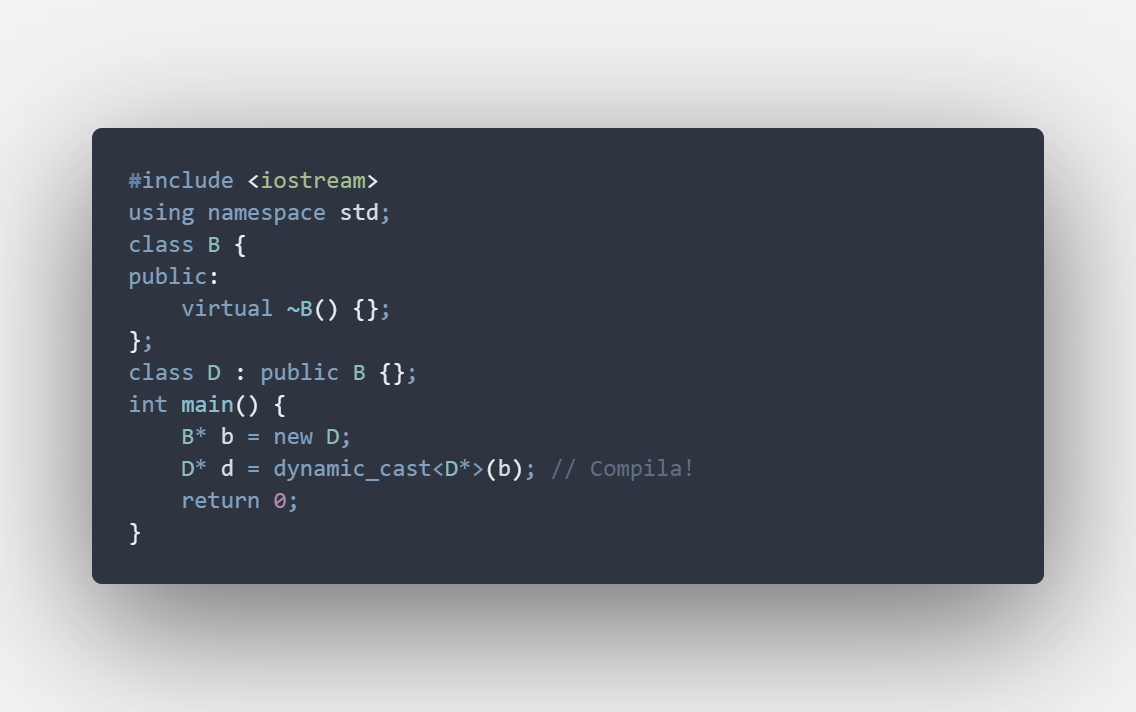 #include <iostream>
using namespace std;
class B {
public:
    virtual ~B() {};
};
class D : public B {};
int main() {
    B* b = new D;
    D* d = dynamic_cast<D*>(b); // Compila!
    return 0;
}